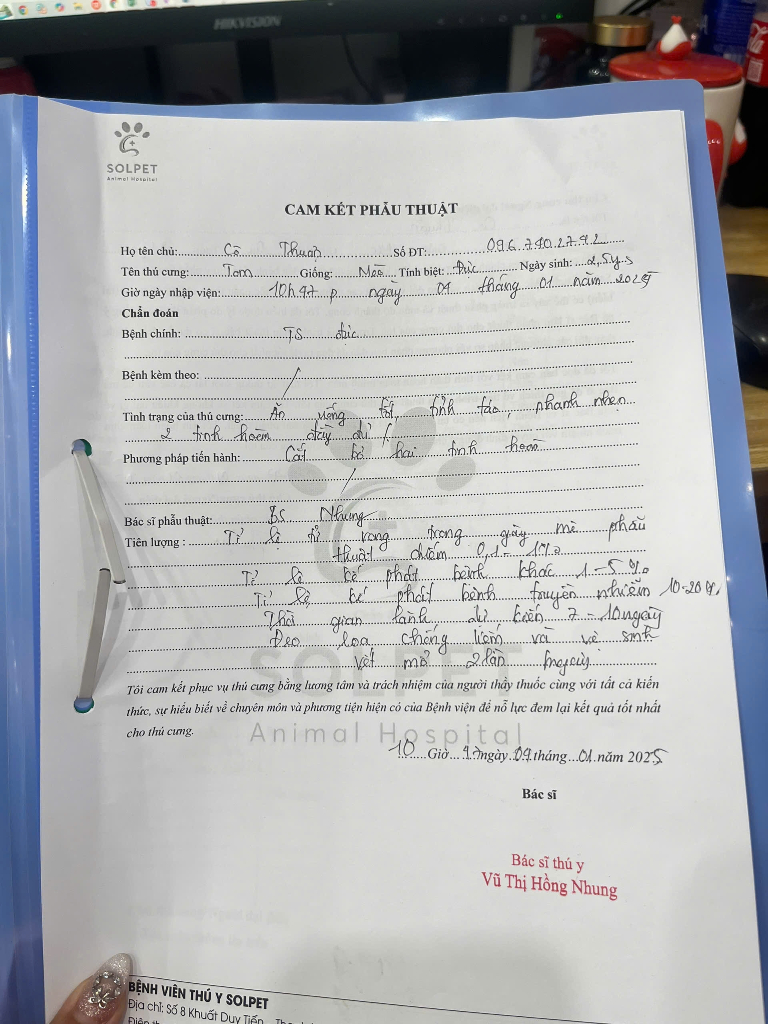 HIKVISION
SOLPET
Animal Hospital
CAM KẾT PHẪU THUẬT
Họ tên chủ: Cô Thuận Số ĐT: 096.740.2792
Tên thú cưng: Tom Giống: Mèo Tính biệt: Đực Ngày sinh: 2,5y.s
Giờ ngày nhập viện: 10h47 p ngày 09 tháng 01 năm 2025
Chẩn đoán
Bệnh chính: TS đực
Bệnh kèm theo: /
Tình trạng của thú cưng: Ăn uống tốt, tỉnh táo, nhanh nhẹn
2 tinh hoàn đầy đủ
Phương pháp tiến hành: Cắt bỏ hai tinh hoàn
/
Bác sĩ phẫu thuật: BS Nhung
Tiên lượng : Tỉ lệ tử vong trong gây mê phẫu
thuật chiếm 0,1 - 1%
Tỉ lệ kế phát bệnh khác 1-5%
Tỉ lệ kế phát bệnh truyền nhiễm 10-20%
Thời gian lành dự kiến 7-10 ngày
Đeo loa chống liếm và vệ sinh
vết mổ 2 lần /ngày
Tôi cam kết phục vụ thú cưng bằng lương tâm và trách nhiệm của người thầy thuốc cùng với tất cả kiến
thức, sự hiểu biết về chuyên môn và phương tiện hiện có của Bệnh viện để nỗ lực đem lại kết quả tốt nhất
cho thú cưng.
SOLPET
Animal Hospital
10 Giờ 47 ngày 09 tháng 01 năm 2025
Bác sĩ
Bác sĩ thú y
Vũ Thị Hồng Nhung
BỆNH VIỆN THÚ Y SOLPET
Địa chỉ: Số 8 Khuất Duy Tiến